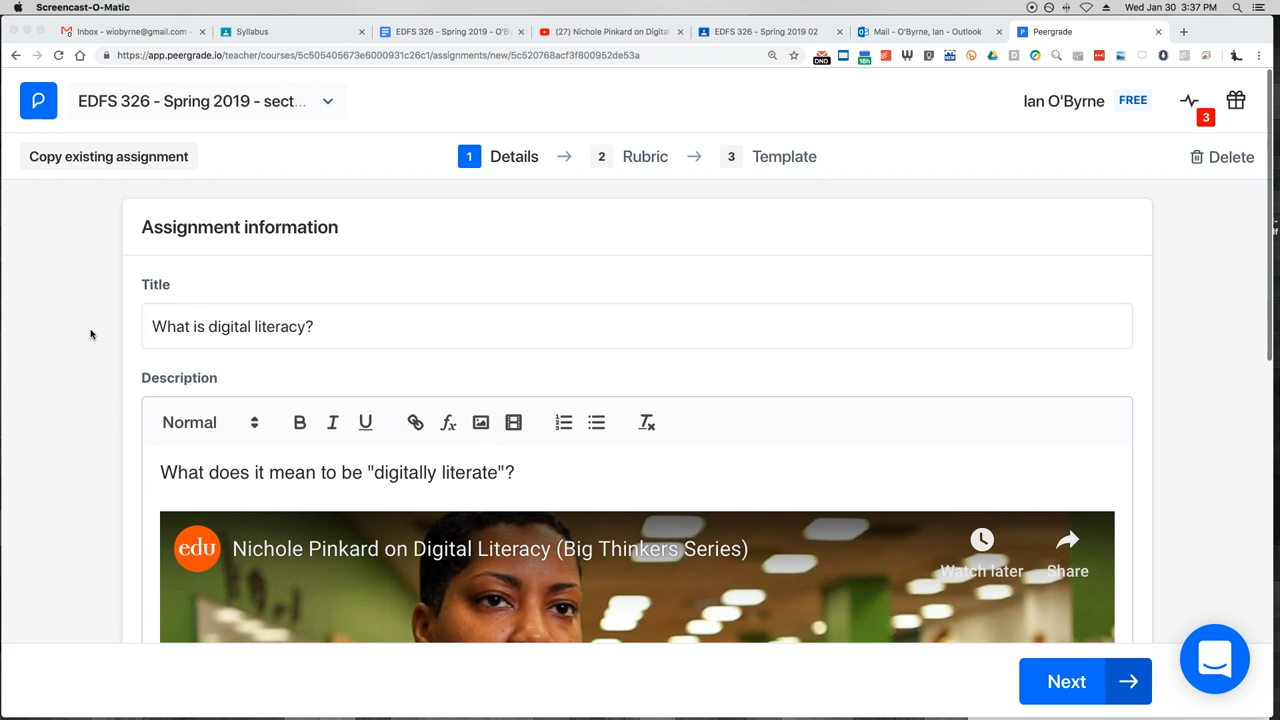 Screencast-O-Matic
Wed Jan 30 3:37 PM
Inbox - wiobyrne@gmail.com
Syllabus
EDFS 326 - Spring 2019 - O'B
(27) Nichole Pinkard on Digital
EDFS 326 - Spring 2019 02
Mail - O'Byrne, Ian - Outlook
Peergrade
https://app.peergrade.io/teacher/courses/5c505405673e6000931c26c1/assignments/new/5c520768acf3f800952de53a
DND
16h
EDFS 326 - Spring 2019 - sect...
Ian O'Byrne
FREE
3
Copy existing assignment
1 Details
2 Rubric
3 Template
Delete
Assignment information
Title
What is digital literacy?
Description
Normal
B I U
What does it mean to be "digitally literate"?
edu
Nichole Pinkard on Digital Literacy (Big Thinkers Series)
Watch later
Share
Next